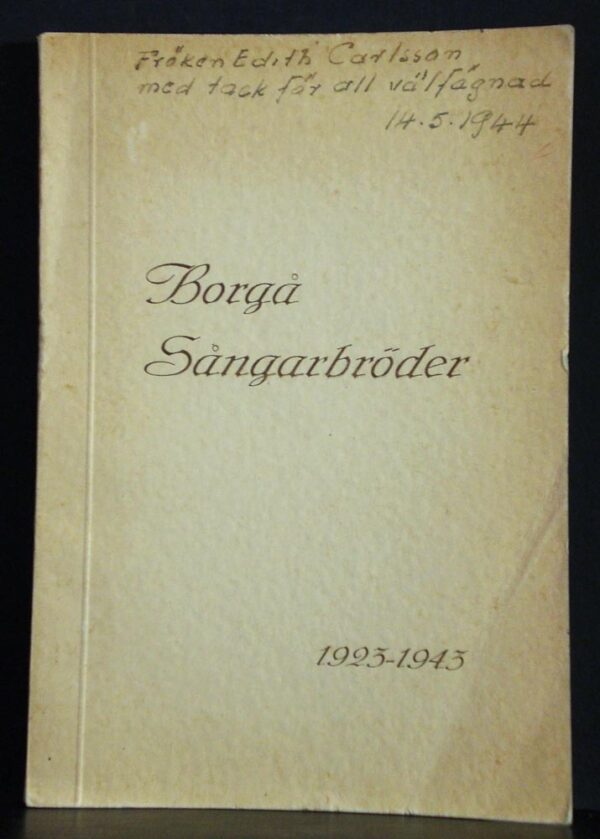 Fröken Edith Carlsson
med tack för all välfägnad
14.5.1944
Borgå
Sångarbröder
1923-1943